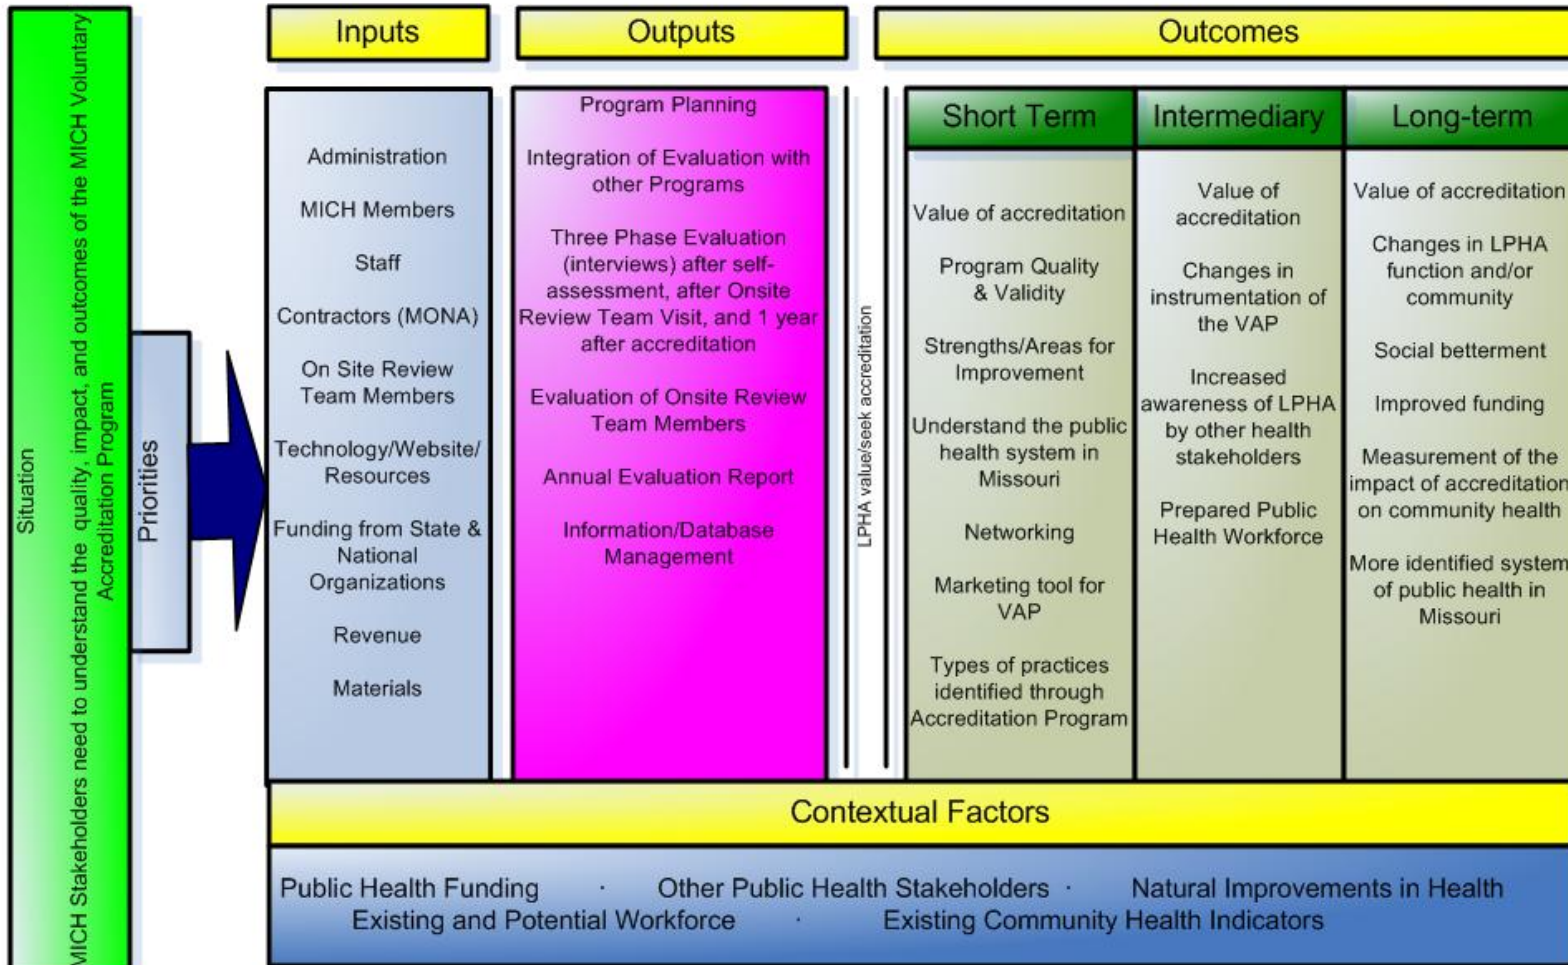 Situation
MICH Stakeholders need to understand the quality, impact, and outcomes of the MICH Voluntary
Accreditation Program
Priorities
Inputs
Administration
MICH Members
Staff
Contractors (MONA)
On Site Review
Team Members
Technology/Website/
Resources
Funding from State &
National
Organizations
Revenue
Materials
Outputs
Program Planning
Integration of Evaluation with
other Programs
Three Phase Evaluation
(interviews) after self-
assessment, after Onsite
Review Team Visit, and 1 year
after accreditation
Evaluation of Onsite Review
Team Members
Annual Evaluation Report
Information/Database
Management
LPHA value/seek accreditation
Outcomes
Short Term
Value of accreditation
Program Quality
& Validity
Strengths/Areas for
Improvement
Understand the public
health system in
Missouri
Networking
Marketing tool for
VAP
Types of practices
identified through
Accreditation Program
Intermediary
Value of
accreditation
Changes in
instrumentation of
the VAP
Increased
awareness of LPHA
by other health
stakeholders
Prepared Public
Health Workforce
Long-term
Value of accreditation
Changes in LPHA
function and/or
community
Social betterment
Improved funding
Measurement of the
impact of accreditation
on community health
More identified system
of public health in
Missouri
Contextual Factors
Public Health Funding · Other Public Health Stakeholders · Natural Improvements in Health
Existing and Potential Workforce · Existing Community Health Indicators